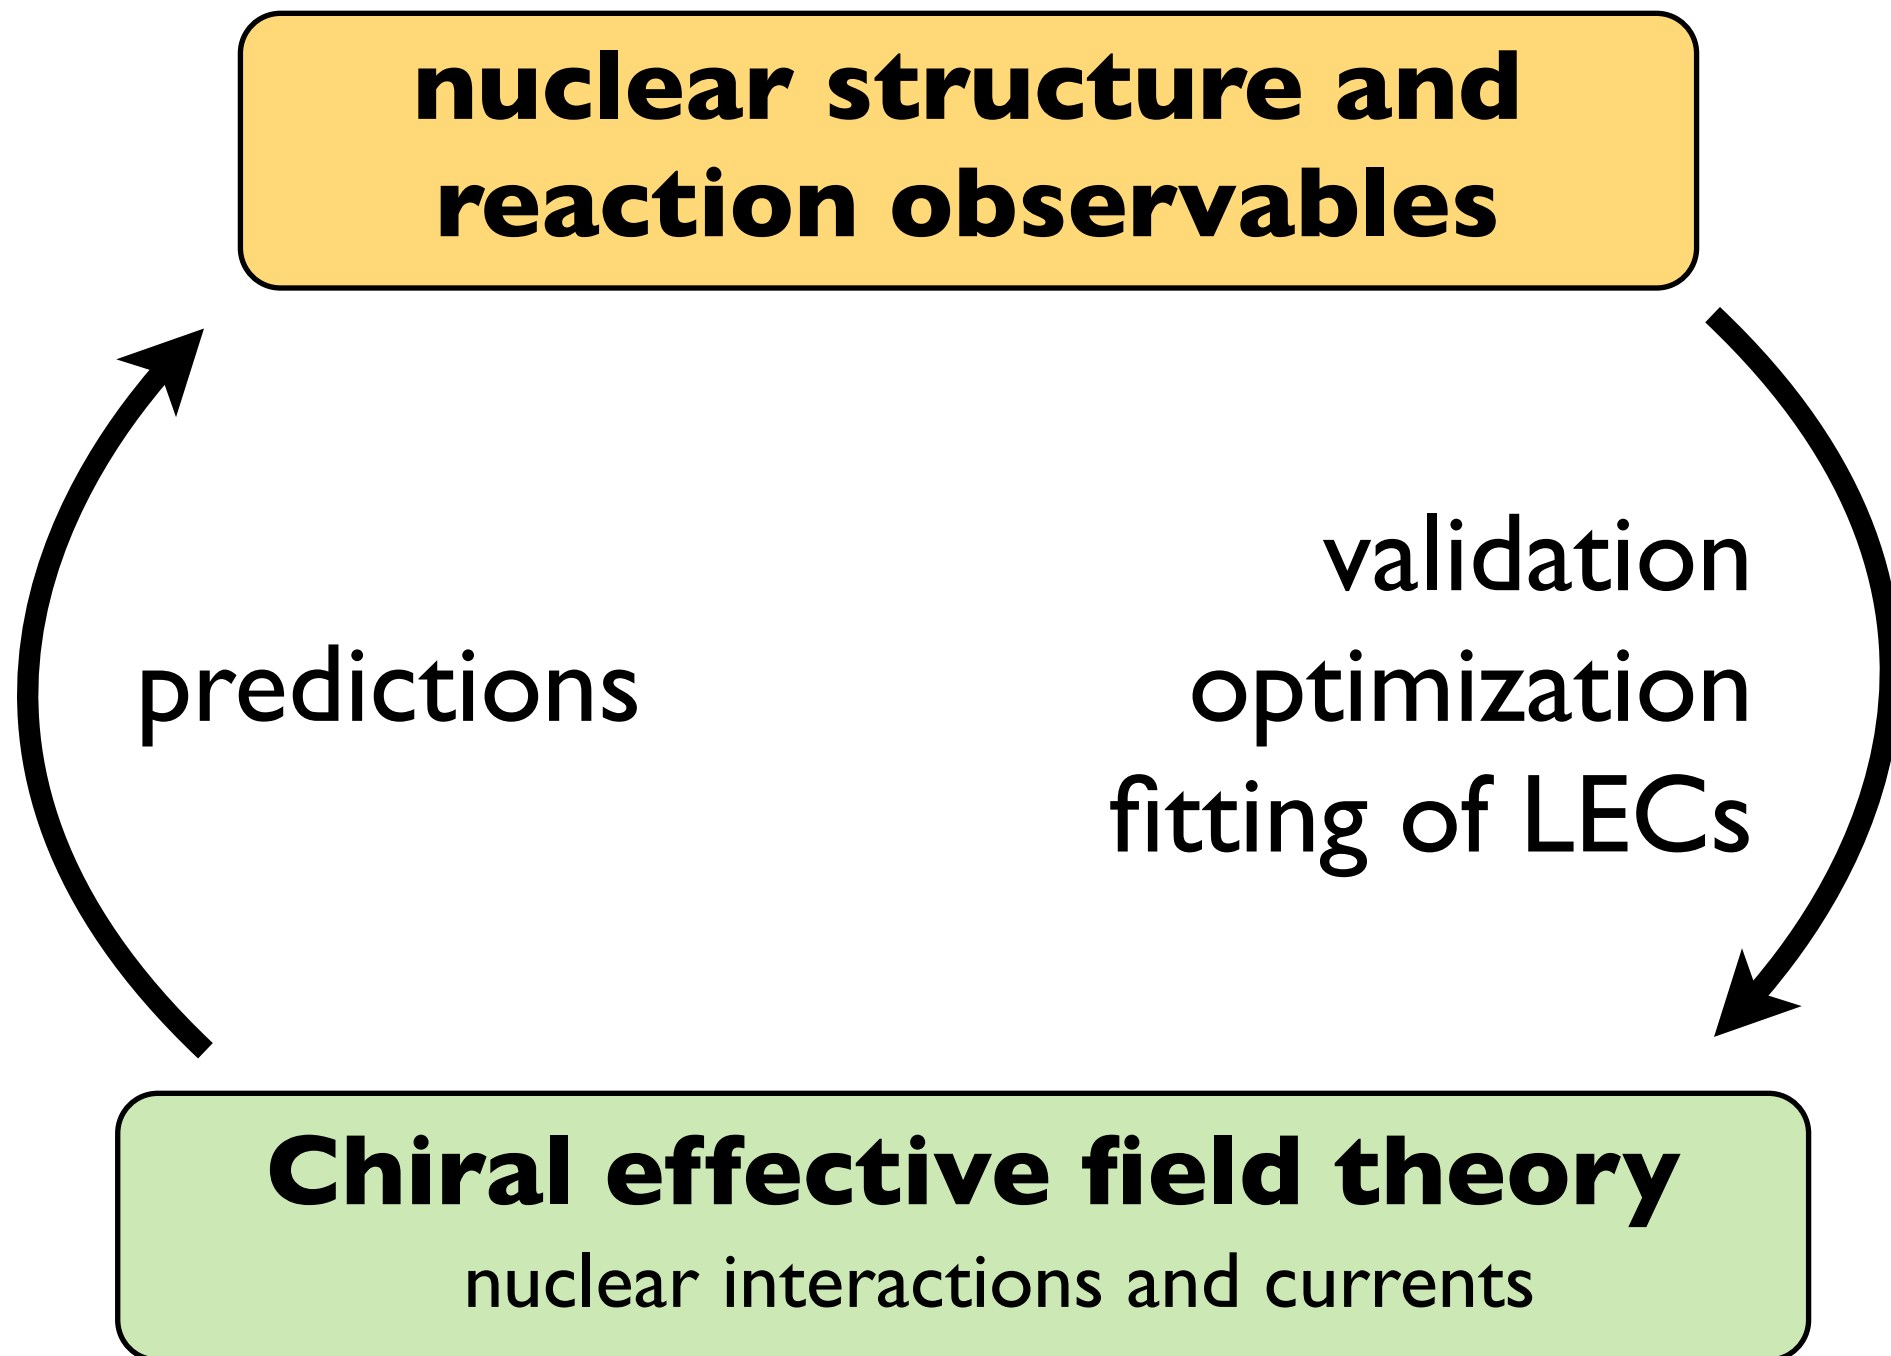 nuclear structure and
reaction observables
predictions
validation
optimization
fitting of LECs
Chiral effective field theory
nuclear interactions and currents